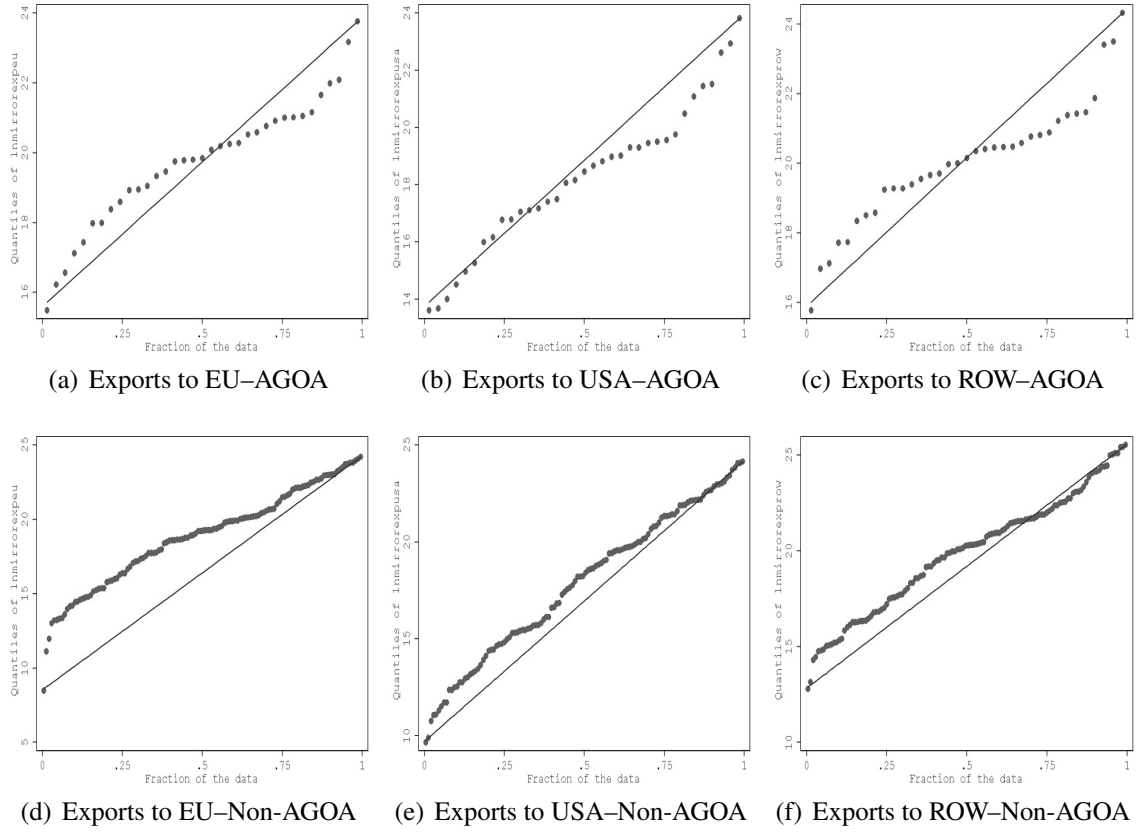 Quantiles of lnmirrorexpeu
16 18 20 22 24
0 .25 .5 .75 1
Fraction of the data
(a) Exports to EU–AGOA
Quantiles of lnmirrorexpusa
14 16 18 20 22 24
0 .25 .5 .75 1
Fraction of the data
(b) Exports to USA–AGOA
Quantiles of lnmirrorexprow
16 18 20 22 24
0 .25 .5 .75 1
Fraction of the data
(c) Exports to ROW–AGOA
Quantiles of lnmirrorexpeu
5 10 15 20 25
0 .25 .5 .75 1
Fraction of the data
(d) Exports to EU–Non-AGOA
Quantiles of lnmirrorexpusa
10 15 20 25
0 .25 .5 .75 1
Fraction of the data
(e) Exports to USA–Non-AGOA
Quantiles of lnmirrorexprow
10 15 20 25
0 .25 .5 .75 1
Fraction of the data
(f) Exports to ROW–Non-AGOA